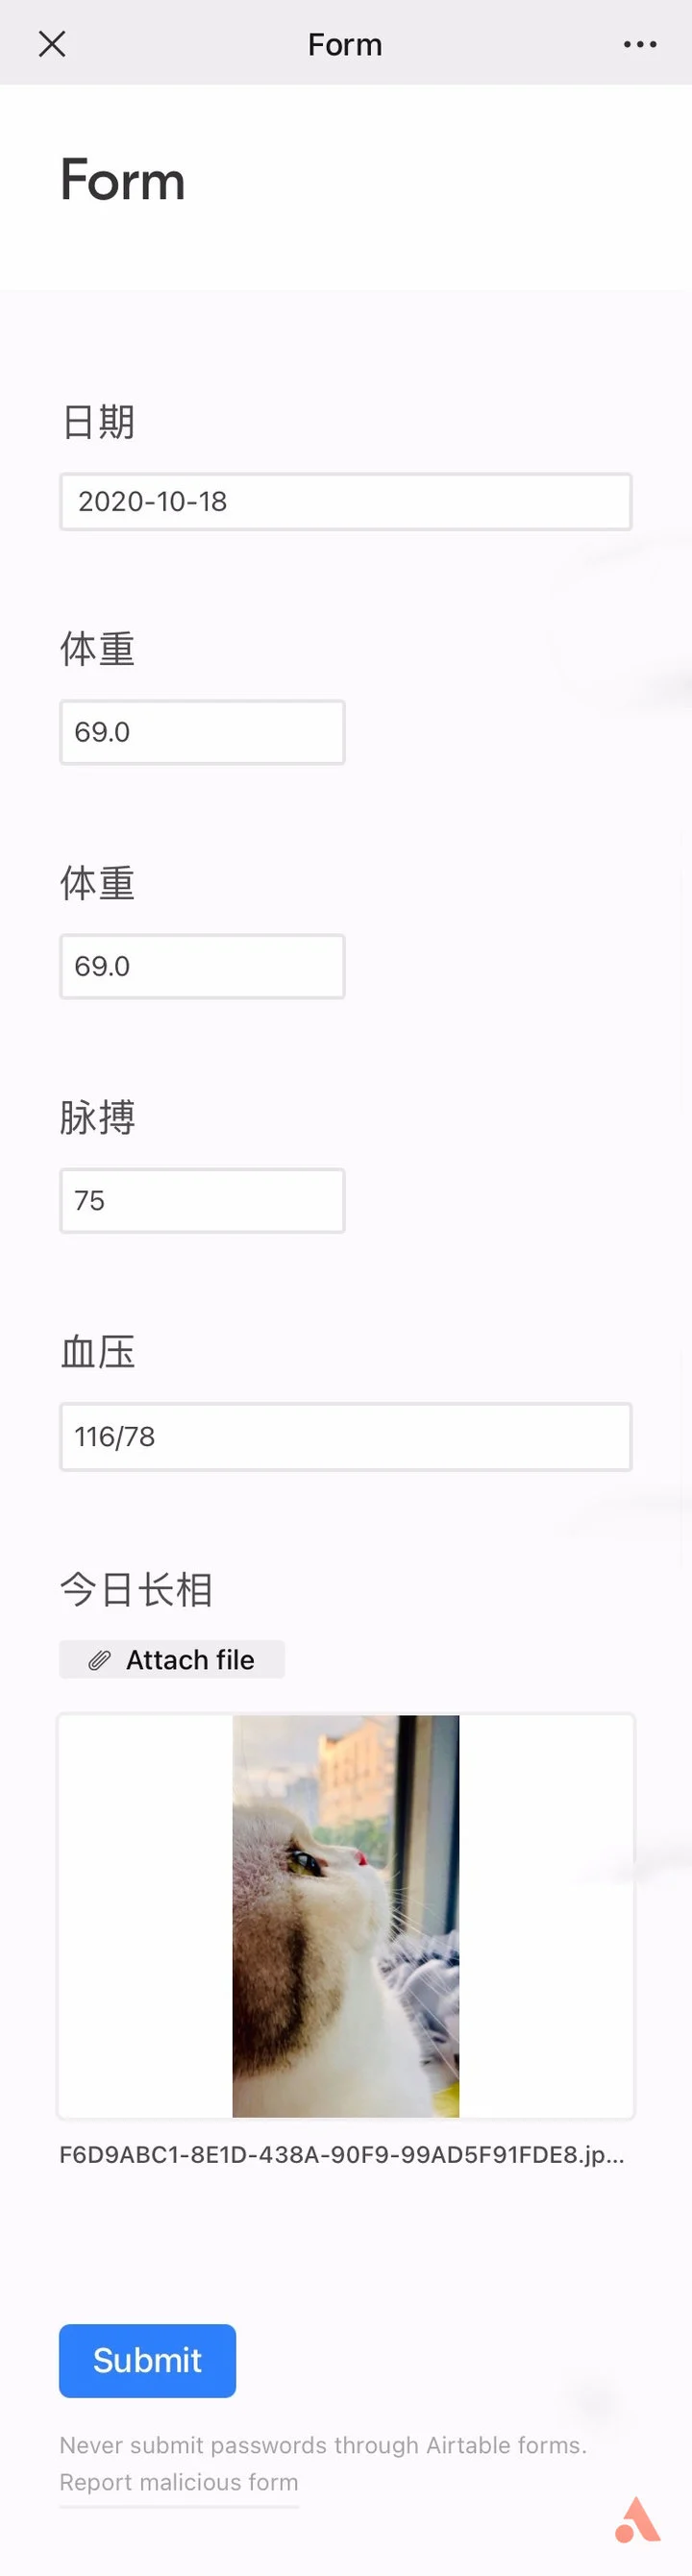 Form
Form
日期
2020-10-18
体重
69.0
体重
69.0
脉搏
75
血压
116/78
今日长相
Attach file
F6D9ABC1-8E1D-438A-90F9-99AD5F91FDE8.jp...
Submit
Never submit passwords through Airtable forms.
Report malicious form